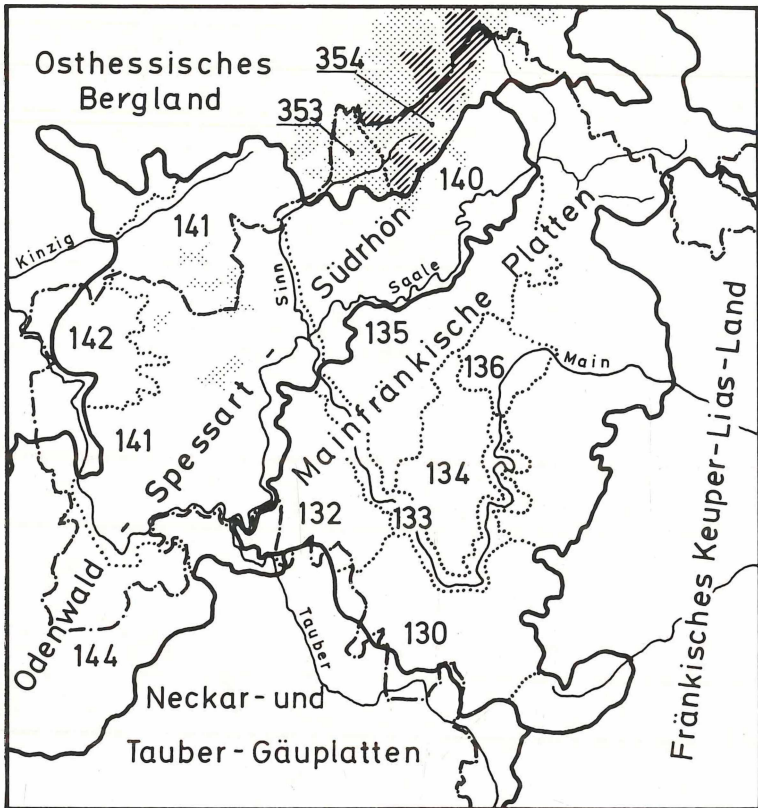 Osthessisches
Bergland
354
353
140
141
Kinzig
Sinn
Südrhön
Saale
Mainfränkische Platten
135
142
136
Main
141
Spessart
134
132
133
Fränkisches Keuper-Lias-Land
Odenwald
144
Tauber
130
Neckar- und
Tauber-Gäuplatten